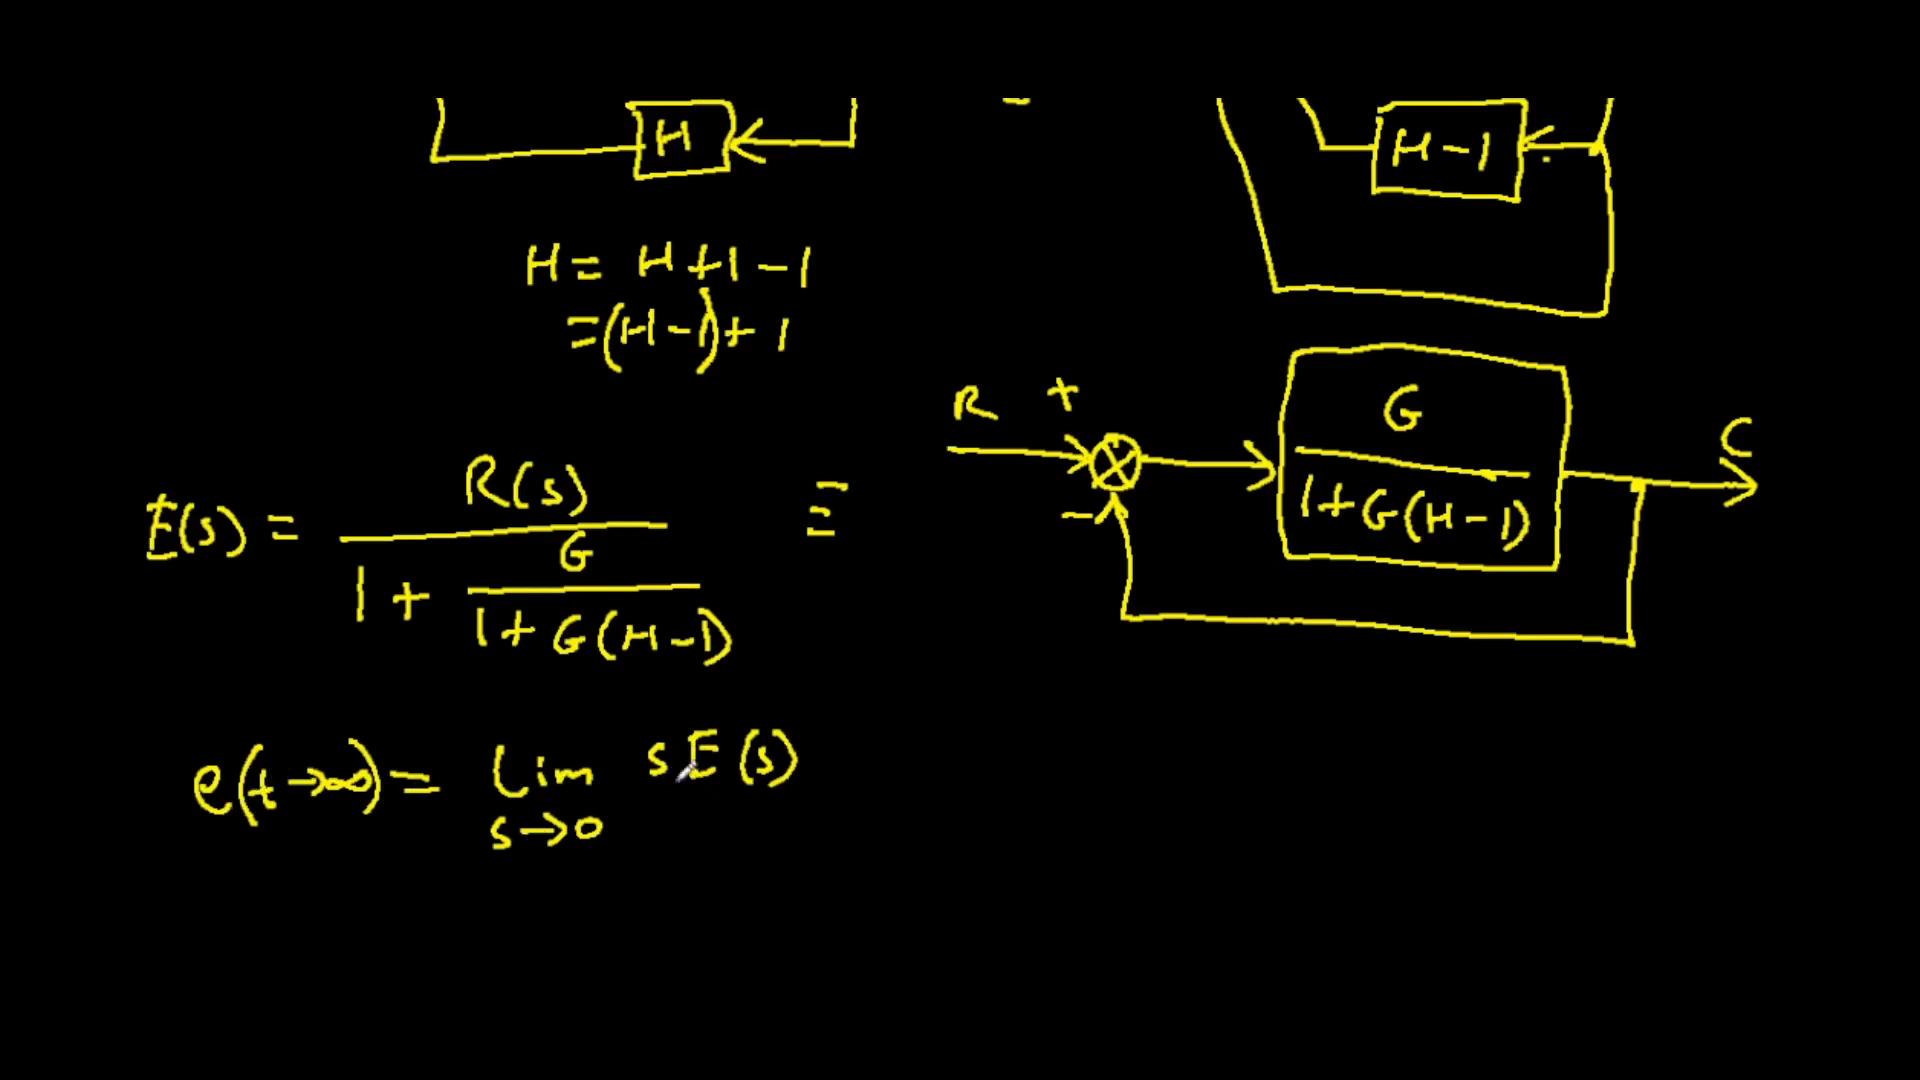 H
H-1
H = H+1-1
=(H-1)+1
R + G C
- 1+G(H-1)
E(s) = R(s) / 1 + G / 1+G(H-1) ≡
e(t→∞) = Lim sE(s)
s→0